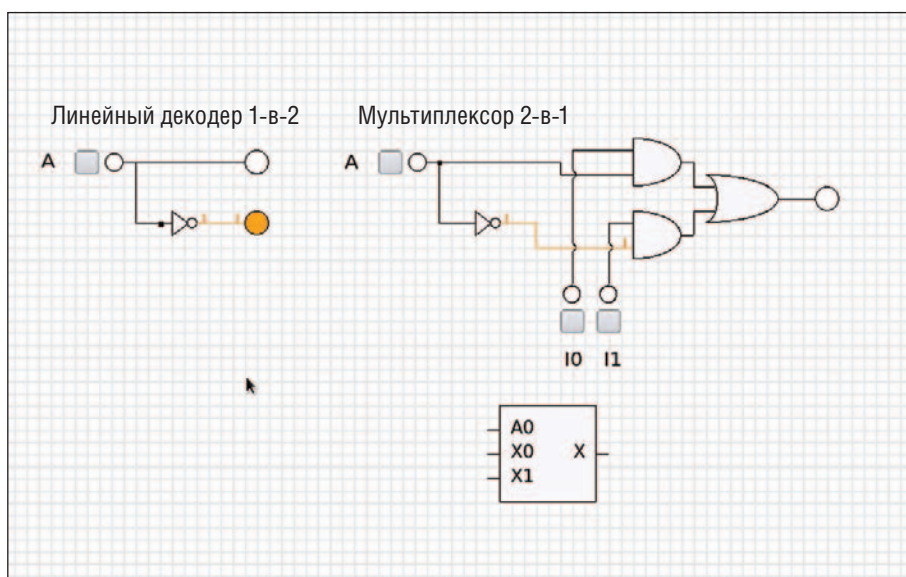 Линейный декодер 1-в-2
Мультиплексор 2-в-1
A
A
I0
I1
A0
X0
X
X1